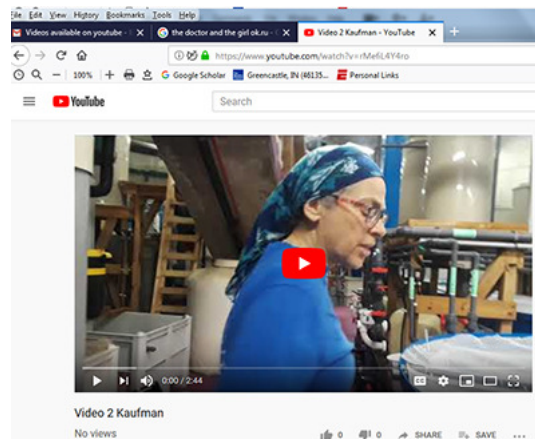 File Edit View History Bookmarks Tools Help
Videos available on youtube - X the doctor and the girl ok.ru - X Video 2 Kaufman - YouTube X +
https://www.youtube.com/watch?v=rMefiL4Y4ro
100% Google Scholar Greencastle, IN (46135... Personal Links
YouTube Search
0:00 / 2:44 CC
Video 2 Kaufman
No views 0 0 SHARE SAVE ...